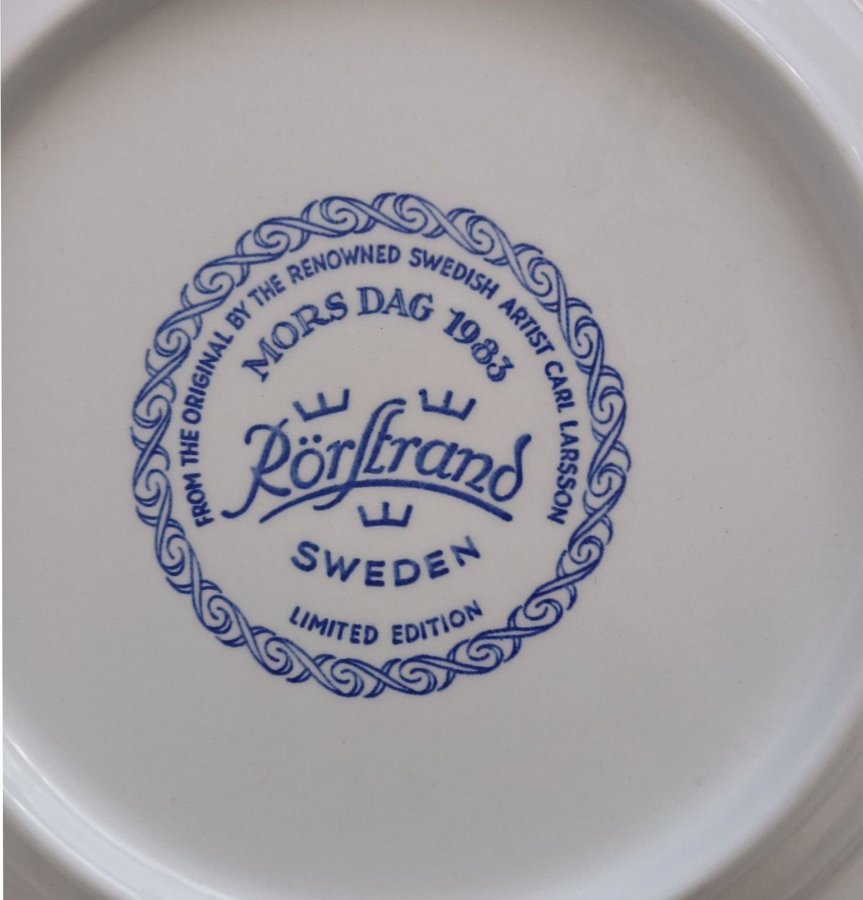 FROM THE ORIGINAL BY THE RENOWNED SWEDISH ARTIST CARL LARSSON
MORS DAG 1983
Rörstrand
SWEDEN
LIMITED EDITION